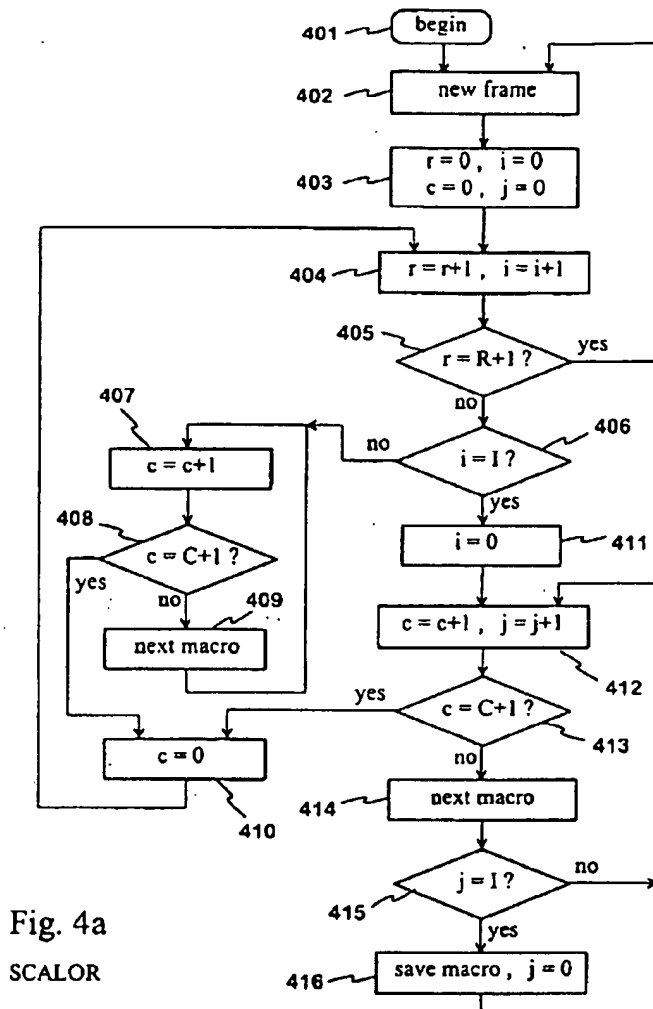 401
begin
402
new frame
403
r = 0 , i = 0
c = 0 , j = 0
404
r = r+1 , i = i+1
405
r = R+1 ?
yes
no
406
i = I ?
no
yes
407
c = c+1
408
c = C+1 ?
yes
no
409
next macro
411
i = 0
412
c = c+1 , j = j+1
413
c = C+1 ?
yes
no
410
c = 0
414
next macro
415
j = I ?
no
yes
416
save macro , j = 0
Fig. 4a
SCALOR